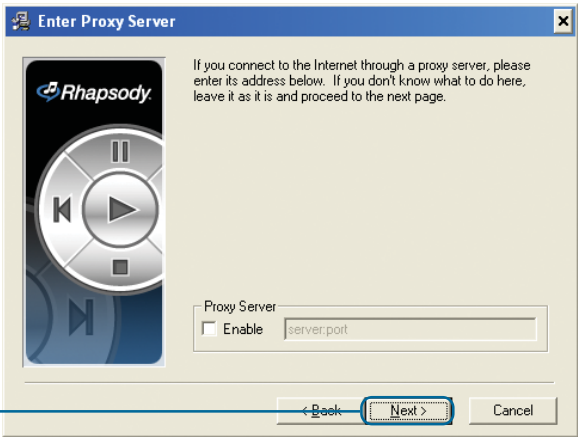 Enter Proxy Server
Rhapsody.
If you connect to the Internet through a proxy server, please
enter its address below. If you don't know what to do here,
leave it as it is and proceed to the next page.
Proxy Server
Enable server:port
< Back Next > Cancel